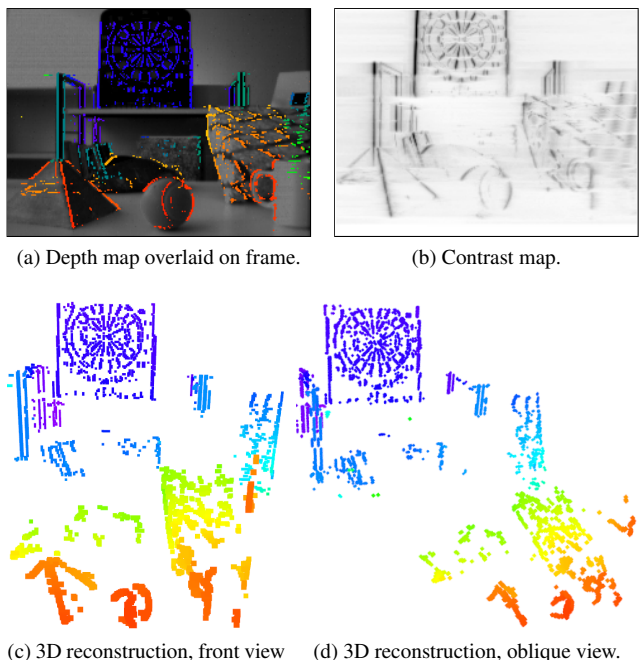 (a) Depth map overlaid on frame.
(b) Contrast map.
(c) 3D reconstruction, front view
(d) 3D reconstruction, oblique view.